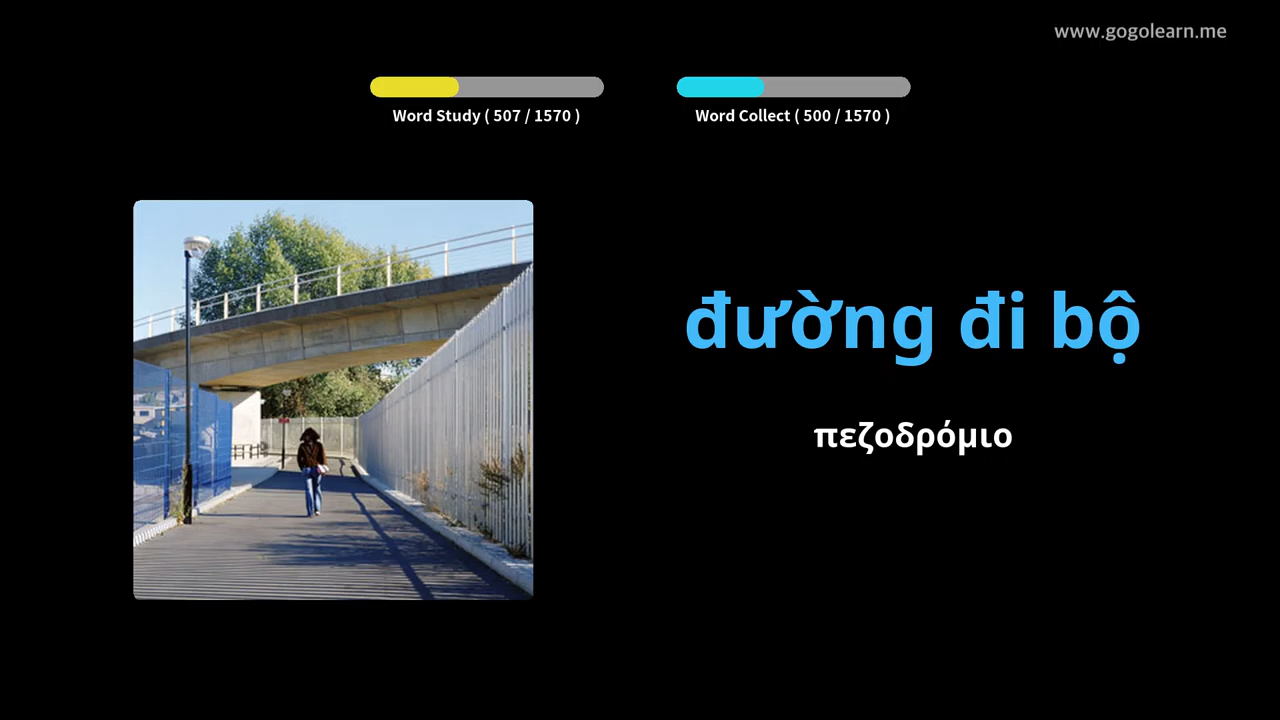 www.gogolearn.me
Word Study ( 507 / 1570 )
Word Collect ( 500 / 1570 )
đường đi bộ
πεζοδρόμιο